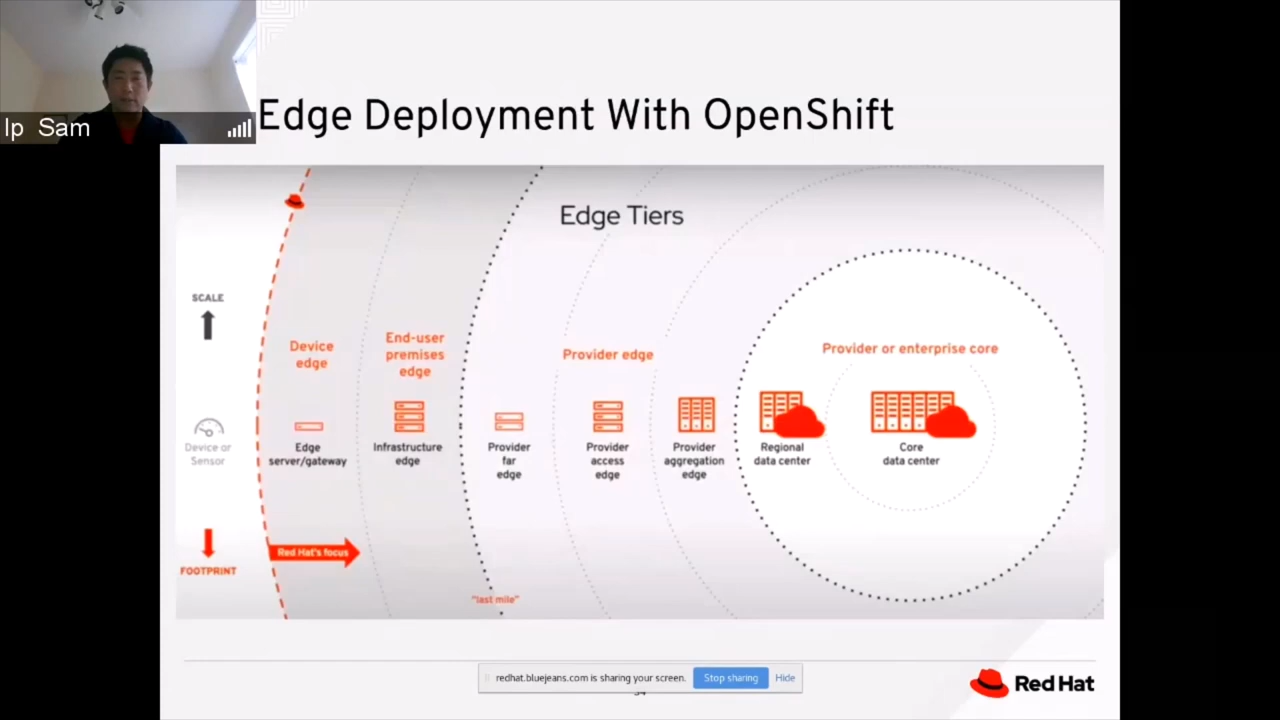 Ip Sam
Edge Deployment With OpenShift
Edge Tiers
SCALE
Device or
Sensor
FOOTPRINT
Device
edge
End-user
premises
edge
Provider edge
Provider or enterprise core
Edge
server/gateway
Infrastructure
edge
Provider
far
edge
Provider
access
edge
Provider
aggregation
edge
Regional
data center
Core
data center
Red Hat's focus
"last mile"
redhat.bluejeans.com is sharing your screen.
Stop sharing
Hide
Red Hat